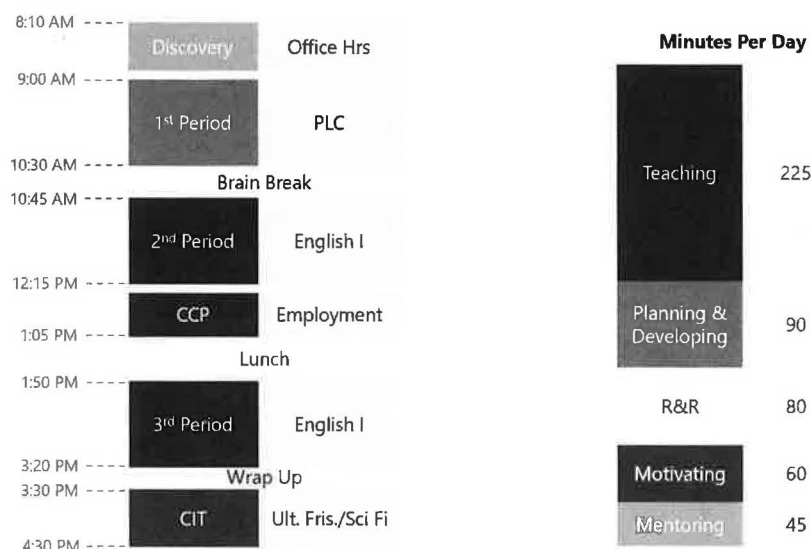 8:10 AM
Discovery Office Hrs
9:00 AM
1st Period PLC
10:30 AM
Brain Break
10:45 AM
2nd Period English I
12:15 PM
CCP Employment
1:05 PM
Lunch
1:50 PM
3rd Period English I
3:20 PM
Wrap Up
3:30 PM
CIT Ult. Fris./Sci Fi
4:30 PM
Minutes Per Day
Teaching 225
Planning &
Developing 90
R&R 80
Motivating 60
Mentoring 45